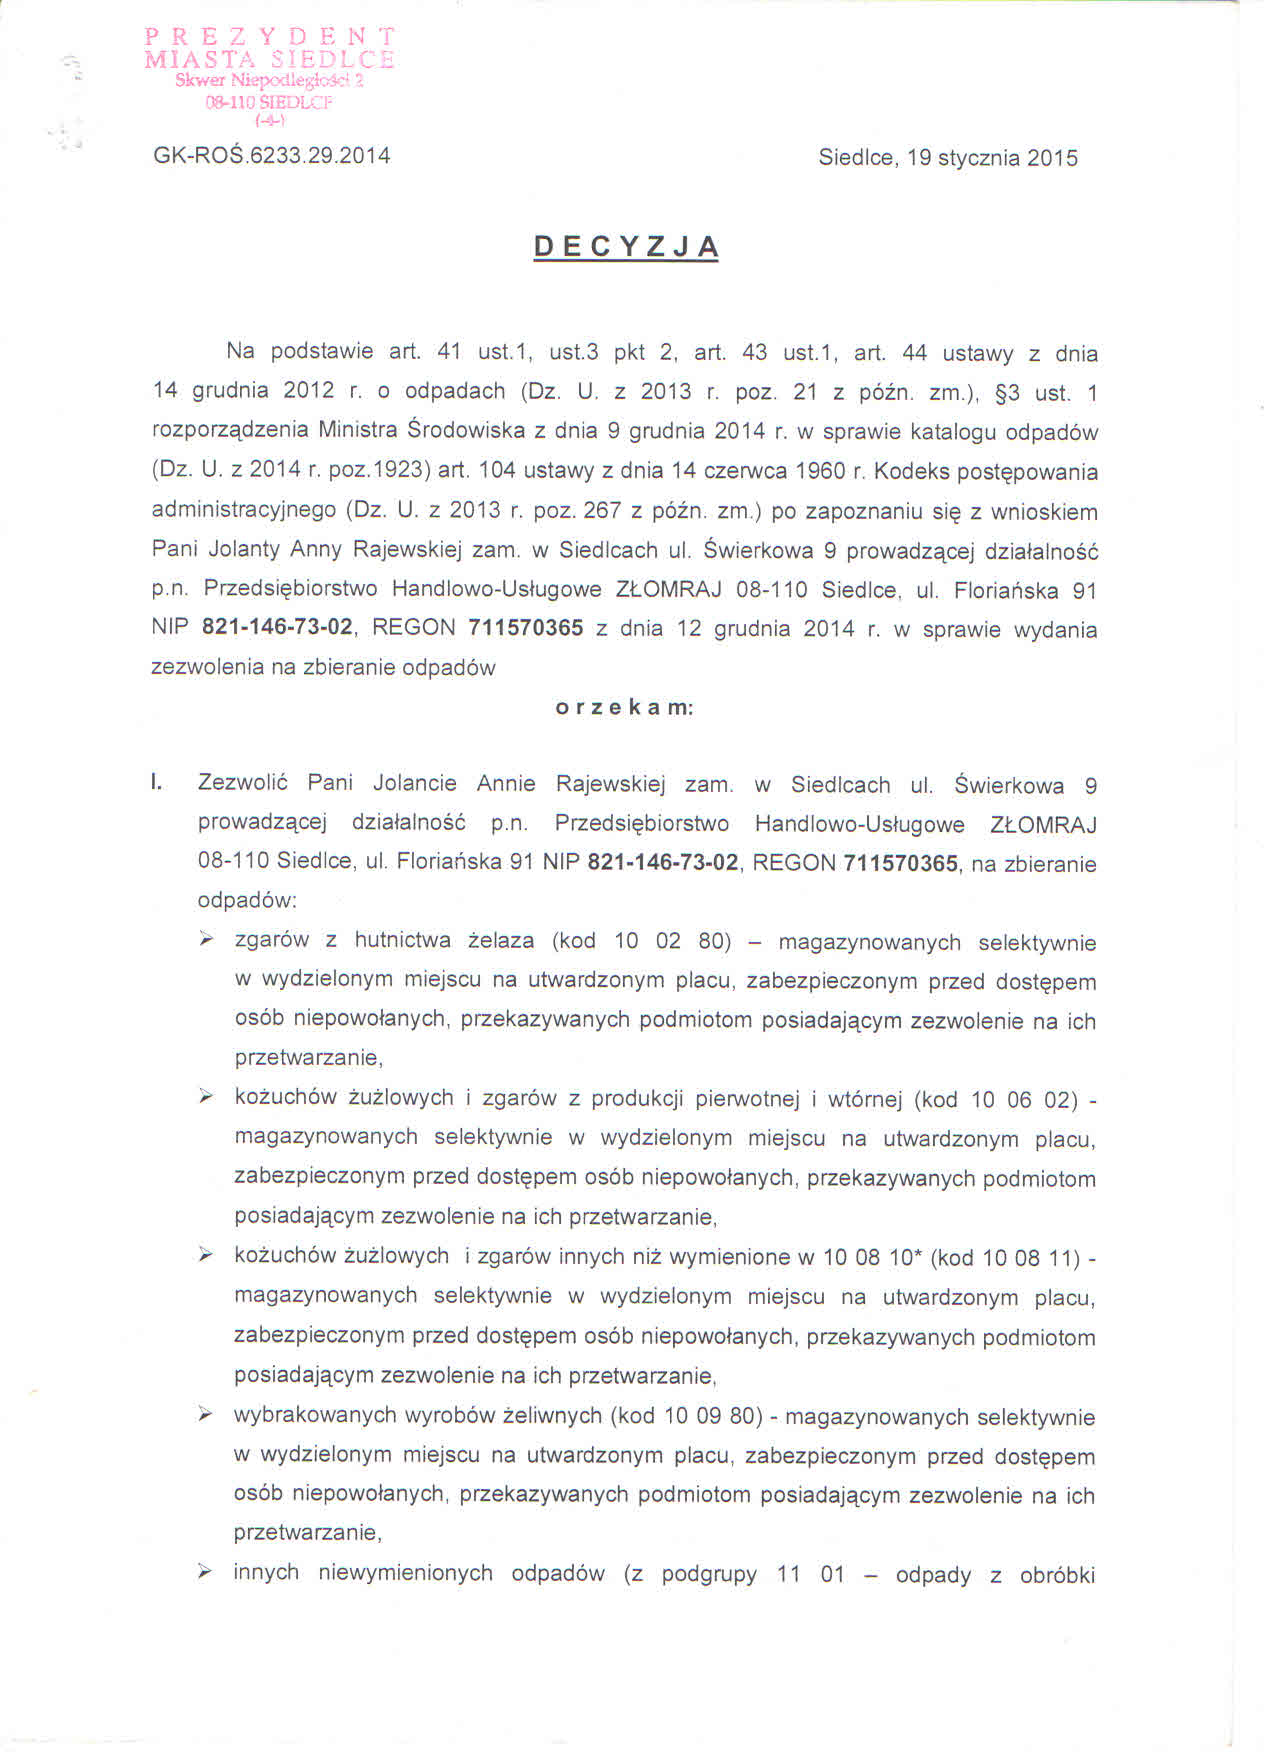 PREZYDENT
MIASTA SIEDLCE
Skwer Niepodległości 2
08-110 SIEDLCE
(-4-)
GK-ROŚ.6233.29.2014 Siedlce, 19 stycznia 2015
DECYZJA
Na podstawie art. 41 ust.1, ust.3 pkt 2, art. 43 ust.1, art. 44 ustawy z dnia
14 grudnia 2012 r. o odpadach (Dz. U. z 2013 r. poz. 21 z późn. zm.), §3 ust. 1
rozporządzenia Ministra Środowiska z dnia 9 grudnia 2014 r. w sprawie katalogu odpadów
(Dz. U. z 2014 r. poz.1923) art. 104 ustawy z dnia 14 czerwca 1960 r. Kodeks postępowania
administracyjnego (Dz. U. z 2013 r. poz. 267 z późn. zm.) po zapoznaniu się z wnioskiem
Pani Jolanty Anny Rajewskiej zam. w Siedlcach ul. Świerkowa 9 prowadzącej działalność
p.n. Przedsiębiorstwo Handlowo-Usługowe ZŁOMRAJ 08-110 Siedlce, ul. Floriańska 91
NIP 821-146-73-02, REGON 711570365 z dnia 12 grudnia 2014 r. w sprawie wydania
zezwolenia na zbieranie odpadów
orzekam:
I. Zezwolić Pani Jolancie Annie Rajewskiej zam. w Siedlcach ul. Świerkowa 9
prowadzącej działalność p.n. Przedsiębiorstwo Handlowo-Usługowe ZŁOMRAJ
08-110 Siedlce, ul. Floriańska 91 NIP 821-146-73-02, REGON 711570365, na zbieranie
odpadów:
➢ zgarów z hutnictwa żelaza (kod 10 02 80) – magazynowanych selektywnie
w wydzielonym miejscu na utwardzonym placu, zabezpieczonym przed dostępem
osób niepowołanych, przekazywanych podmiotom posiadającym zezwolenie na ich
przetwarzanie,
➢ kożuchów żużlowych i zgarów z produkcji pierwotnej i wtórnej (kod 10 06 02) -
magazynowanych selektywnie w wydzielonym miejscu na utwardzonym placu,
zabezpieczonym przed dostępem osób niepowołanych, przekazywanych podmiotom
posiadającym zezwolenie na ich przetwarzanie,
➢ kożuchów żużlowych i zgarów innych niż wymienione w 10 08 10* (kod 10 08 11) -
magazynowanych selektywnie w wydzielonym miejscu na utwardzonym placu,
zabezpieczonym przed dostępem osób niepowołanych, przekazywanych podmiotom
posiadającym zezwolenie na ich przetwarzanie,
➢ wybrakowanych wyrobów żeliwnych (kod 10 09 80) - magazynowanych selektywnie
w wydzielonym miejscu na utwardzonym placu, zabezpieczonym przed dostępem
osób niepowołanych, przekazywanych podmiotom posiadającym zezwolenie na ich
przetwarzanie,
➢ innych niewymienionych odpadów (z podgrupy 11 01 – odpady z obróbki